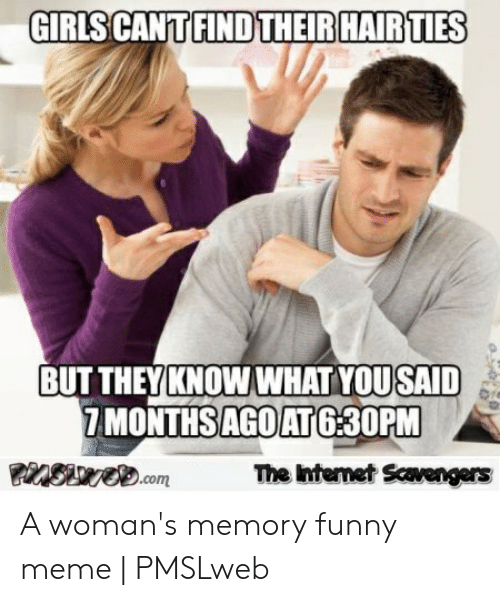 GIRLS CANT FIND THEIR HAIR TIES
BUT THEY KNOW WHAT YOU SAID
7 MONTHS AGO AT 6:30PM
PMSLweb.com The Internet Scavengers
A woman's memory funny
meme | PMSLweb